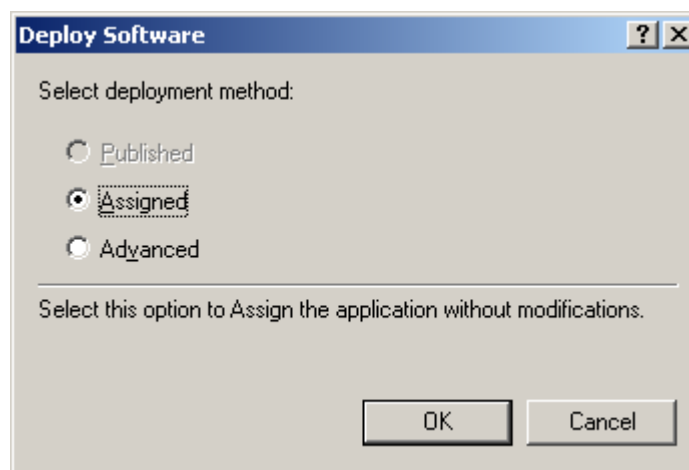 Deploy Software
Select deployment method:
Published
Assigned
Advanced
Select this option to Assign the application without modifications.
OK
Cancel